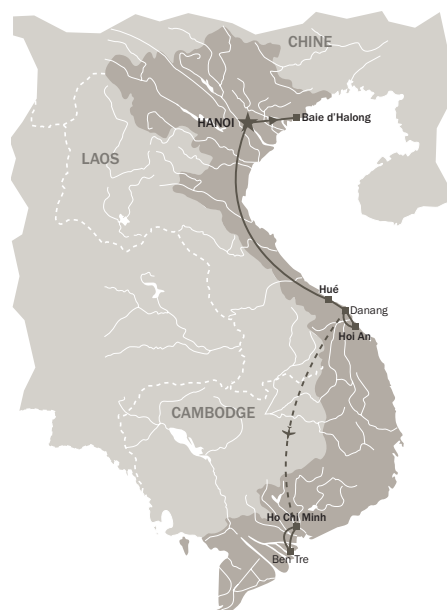 CHINE
Baie d'Halong
HANOI
LAOS
Hué
Danang
Hoi An
CAMBODGE
Ho Chi Minh
Ben Tre